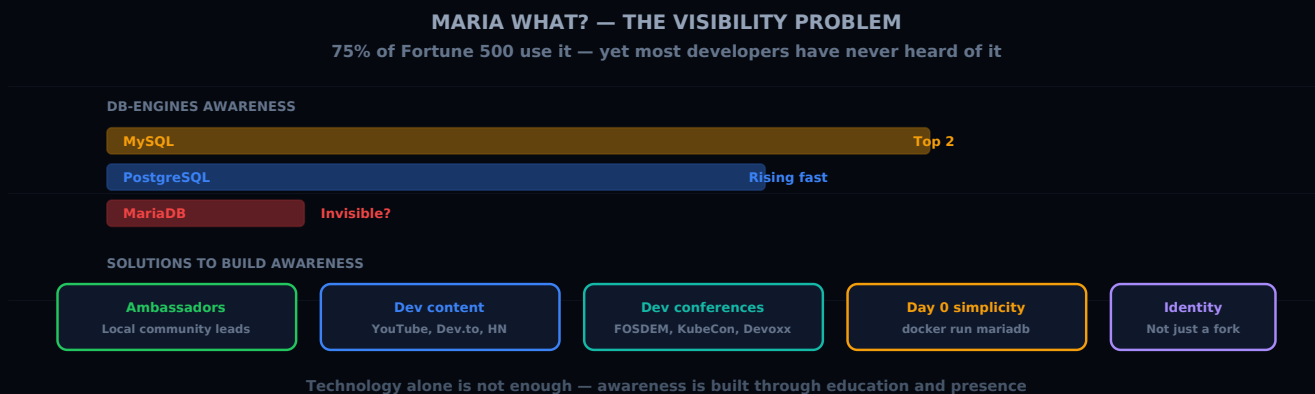 MARIA WHAT? — THE VISIBILITY PROBLEM
75% of Fortune 500 use it — yet most developers have never heard of it
DB-ENGINES AWARENESS
MySQL Top 2
PostgreSQL Rising fast
MariaDB Invisible?
SOLUTIONS TO BUILD AWARENESS
Ambassadors
Local community leads
Dev content
YouTube, Dev.to, HN
Dev conferences
FOSDEM, KubeCon, Devoxx
Day 0 simplicity
docker run mariadb
Identity
Not just a fork
Technology alone is not enough — awareness is built through education and presence